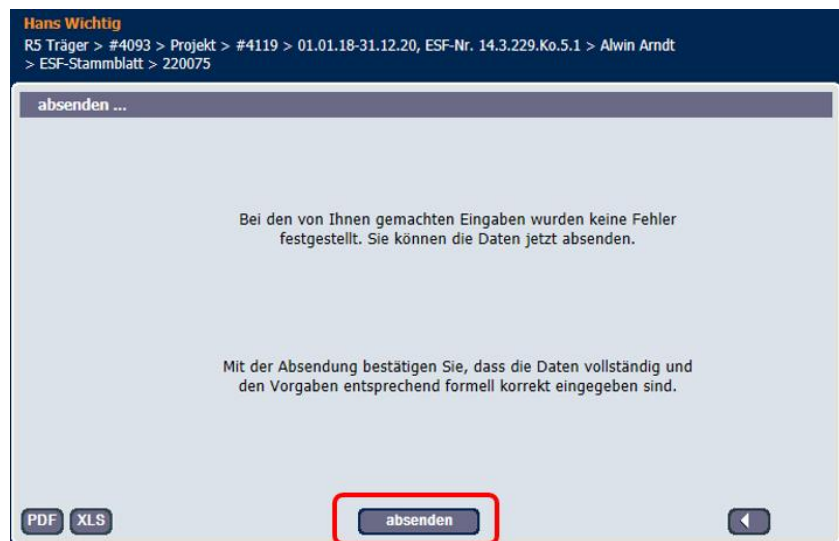 Hans Wichtig
R5 Träger > #4093 > Projekt > #4119 > 01.01.18-31.12.20, ESF-Nr. 14.3.229.Ko.5.1 > Alwin Arndt
> ESF-Stammblatt > 220075
absenden ...
Bei den von Ihnen gemachten Eingaben wurden keine Fehler
festgestellt. Sie können die Daten jetzt absenden.
Mit der Absendung bestätigen Sie, dass die Daten vollständig und
den Vorgaben entsprechend formell korrekt eingegeben sind.
PDF XLS absenden